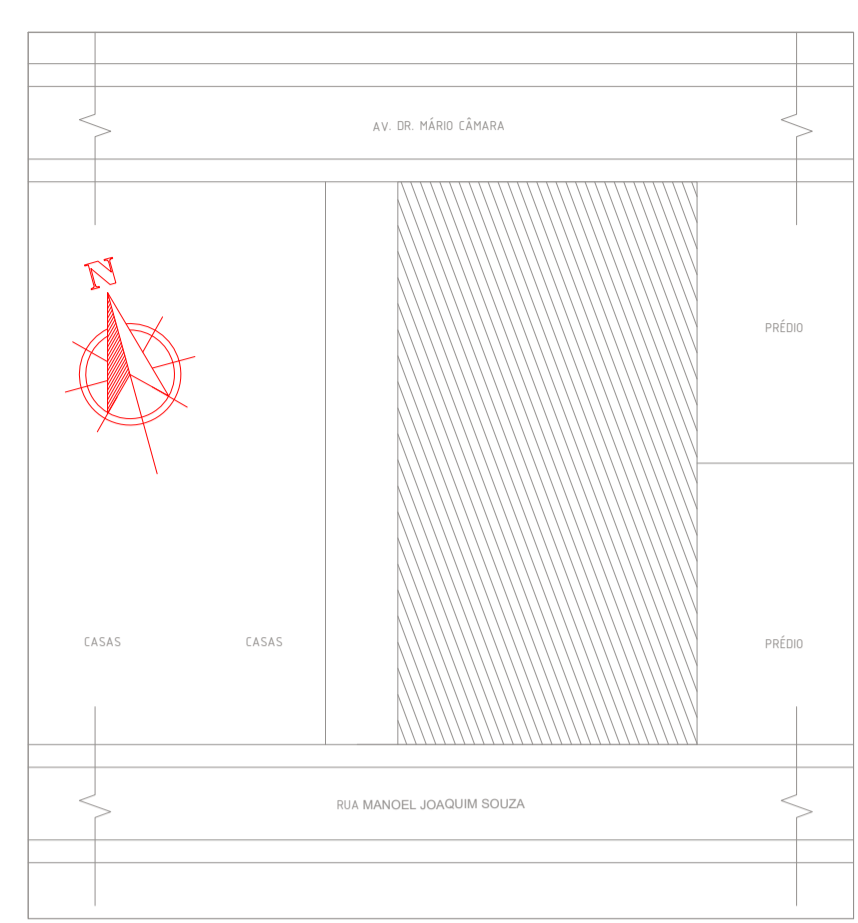 AV. DR. MÁRIO CÂMARA
N
PRÉDIO
CASAS
CASAS
PRÉDIO
RUA MANOEL JOAQUIM SOUZA